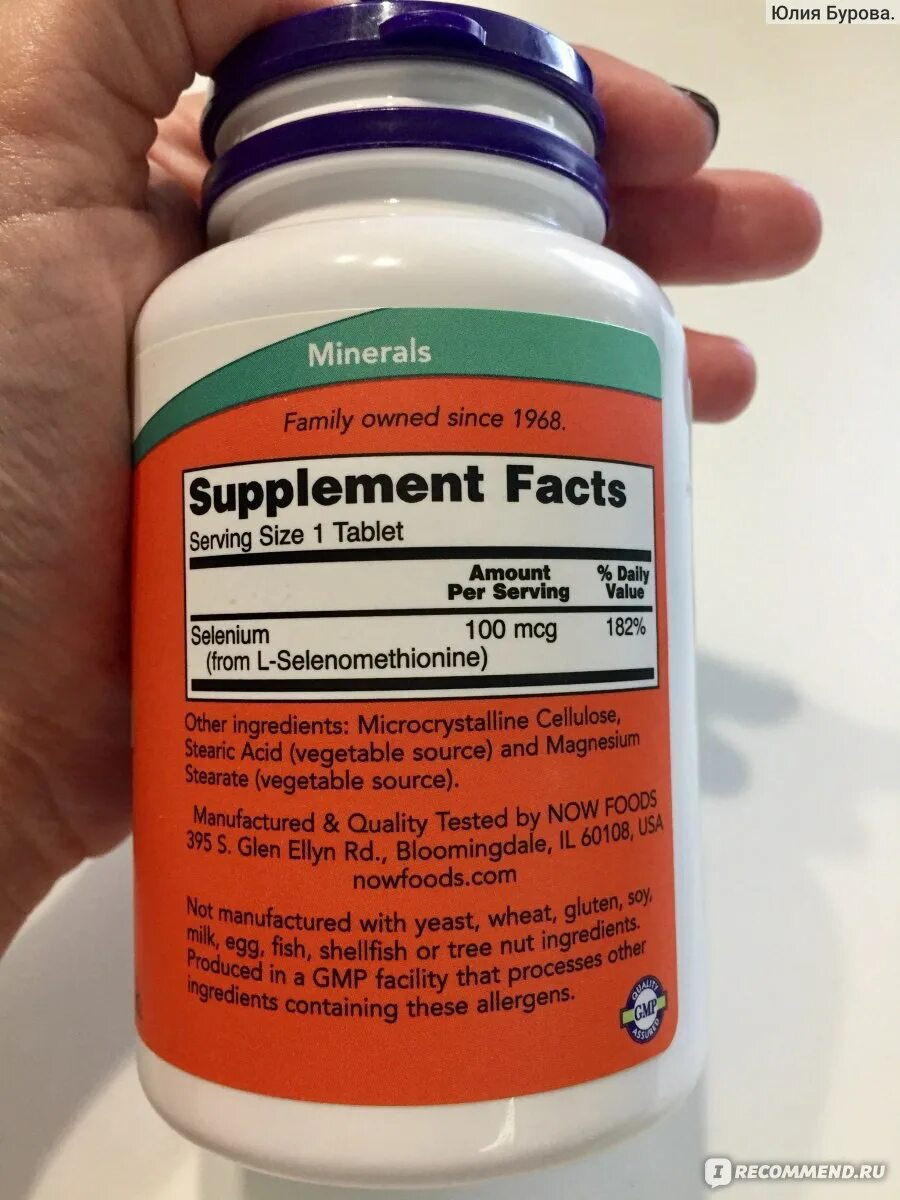 Юлия Бурова.
Minerals
Family owned since 1968.
Supplement Facts
Serving Size 1 Tablet
Amount Per Serving
% Daily Value
Selenium 100 mcg 182%
(from L-Selenomethionine)
Other ingredients: Microcrystalline Cellulose,
Stearic Acid (vegetable source) and Magnesium
Stearate (vegetable source).
Manufactured & Quality Tested by NOW FOODS
395 S. Glen Ellyn Rd., Bloomingdale, IL 60108, USA
nowfoods.com
Not manufactured with yeast, wheat, gluten, soy,
milk, egg, fish, shellfish or tree nut ingredients.
Produced in a GMP facility that processes other
ingredients containing these allergens.
QUALITY
GMP
ASSURED
IRECOMMEND.RU